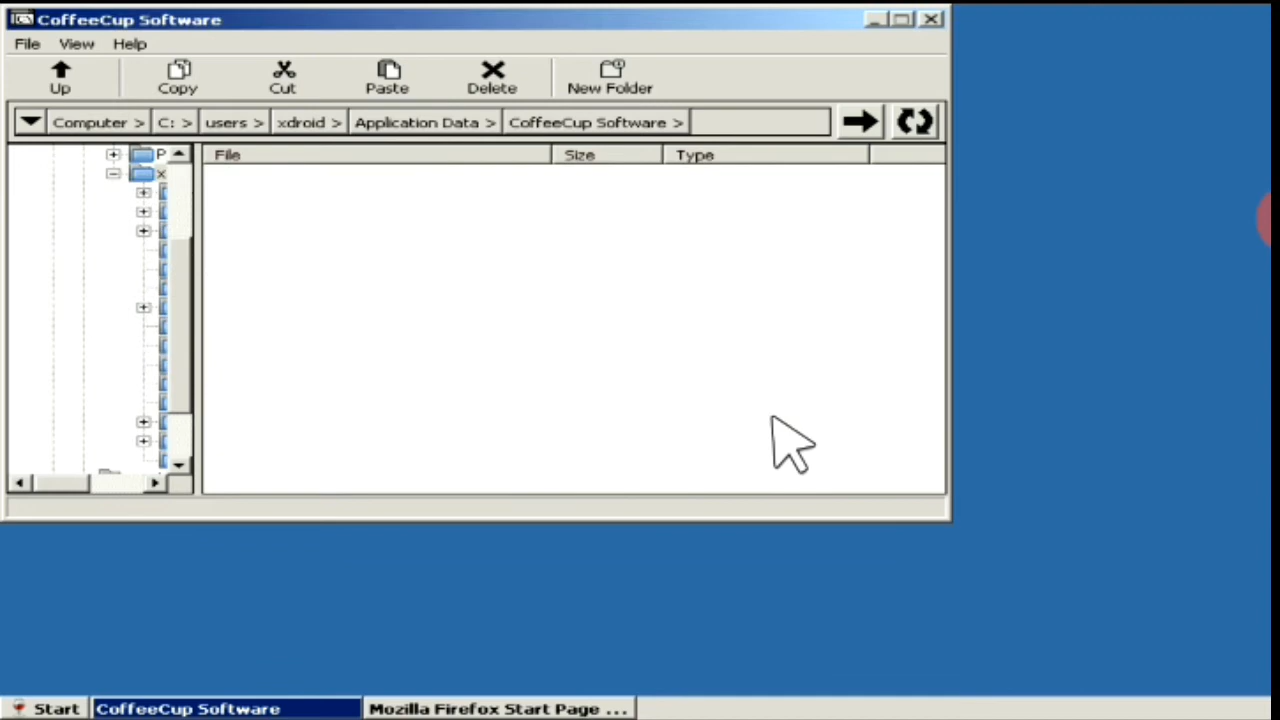 CoffeeCup Software
File View Help
Up Copy Cut Paste Delete New Folder
Computer > C: > users > xdroid > Application Data > CoffeeCup Software >
P File Size Type
x
Start CoffeeCup Software Mozilla Firefox Start Page ...